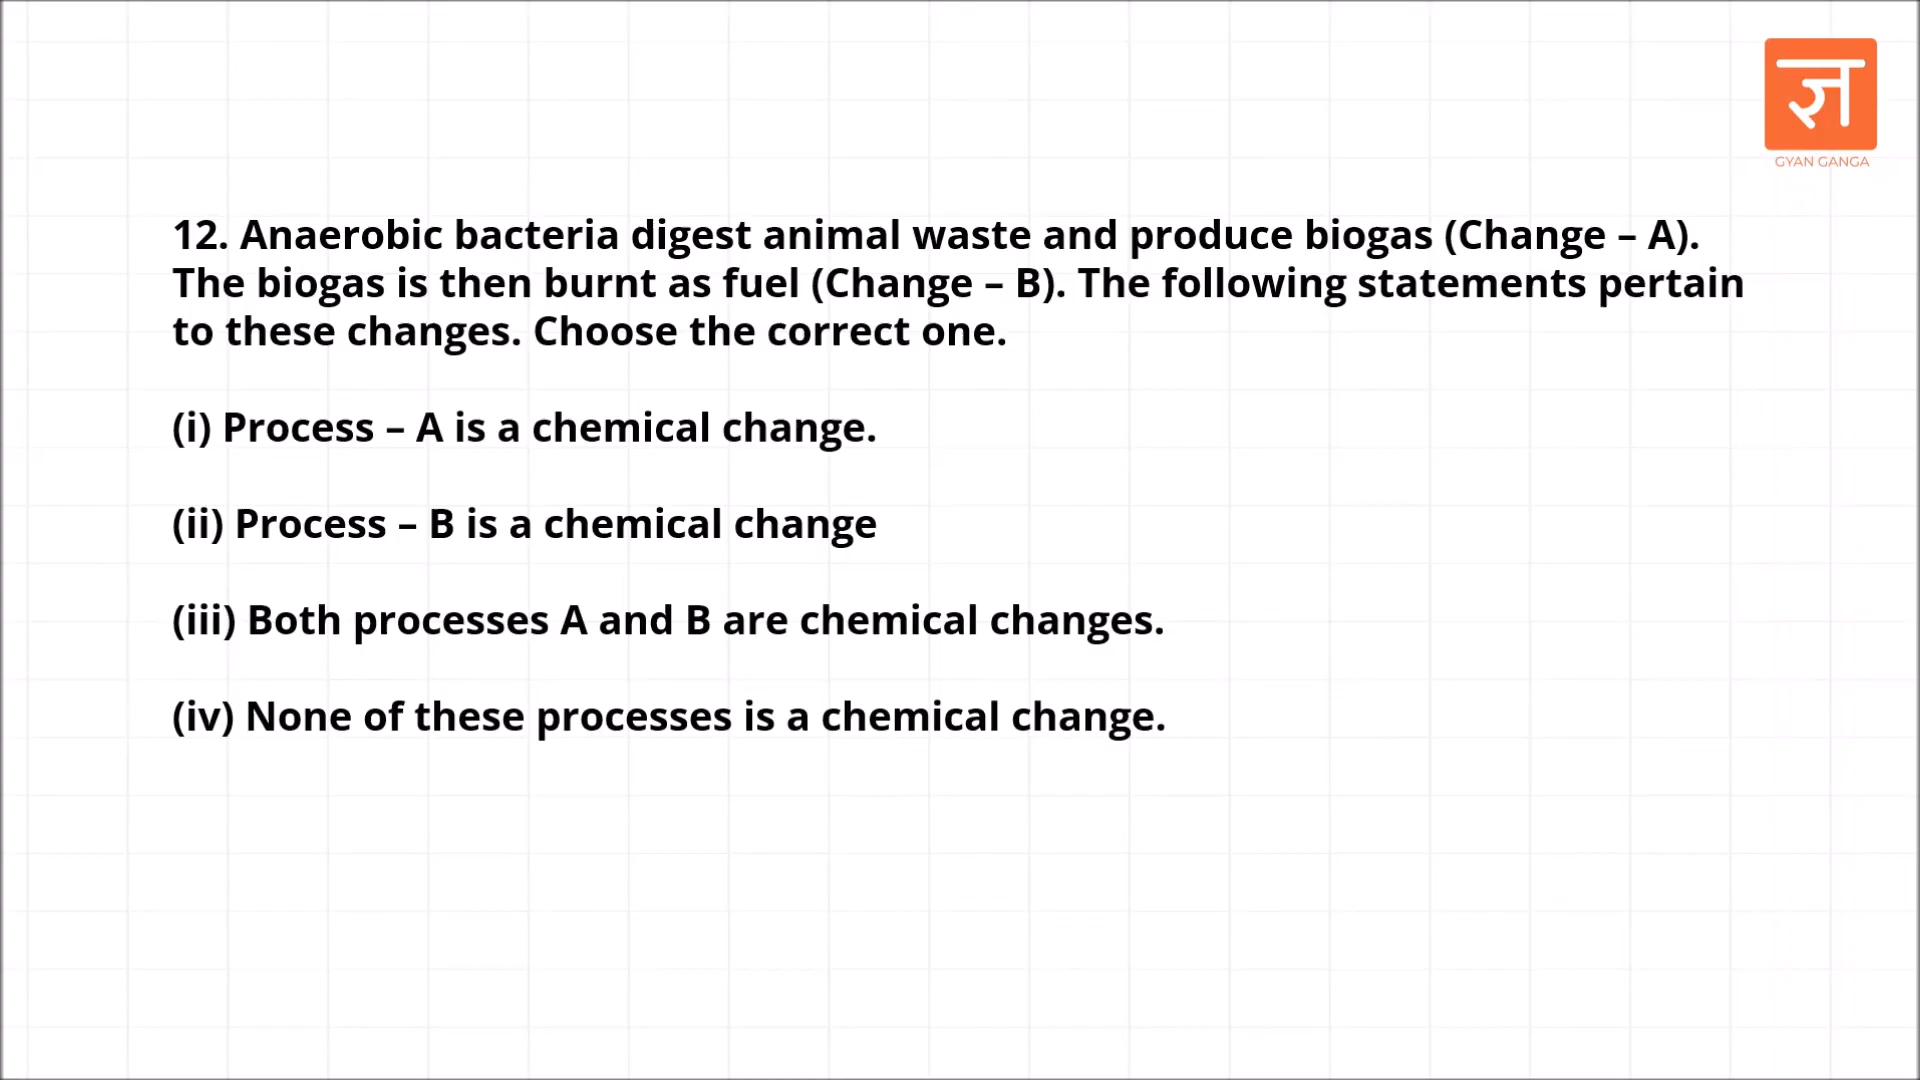 ज्ञ
GYAN GANGA
12. Anaerobic bacteria digest animal waste and produce biogas (Change – A).
The biogas is then burnt as fuel (Change – B). The following statements pertain
to these changes. Choose the correct one.
(i) Process – A is a chemical change.
(ii) Process – B is a chemical change
(iii) Both processes A and B are chemical changes.
(iv) None of these processes is a chemical change.